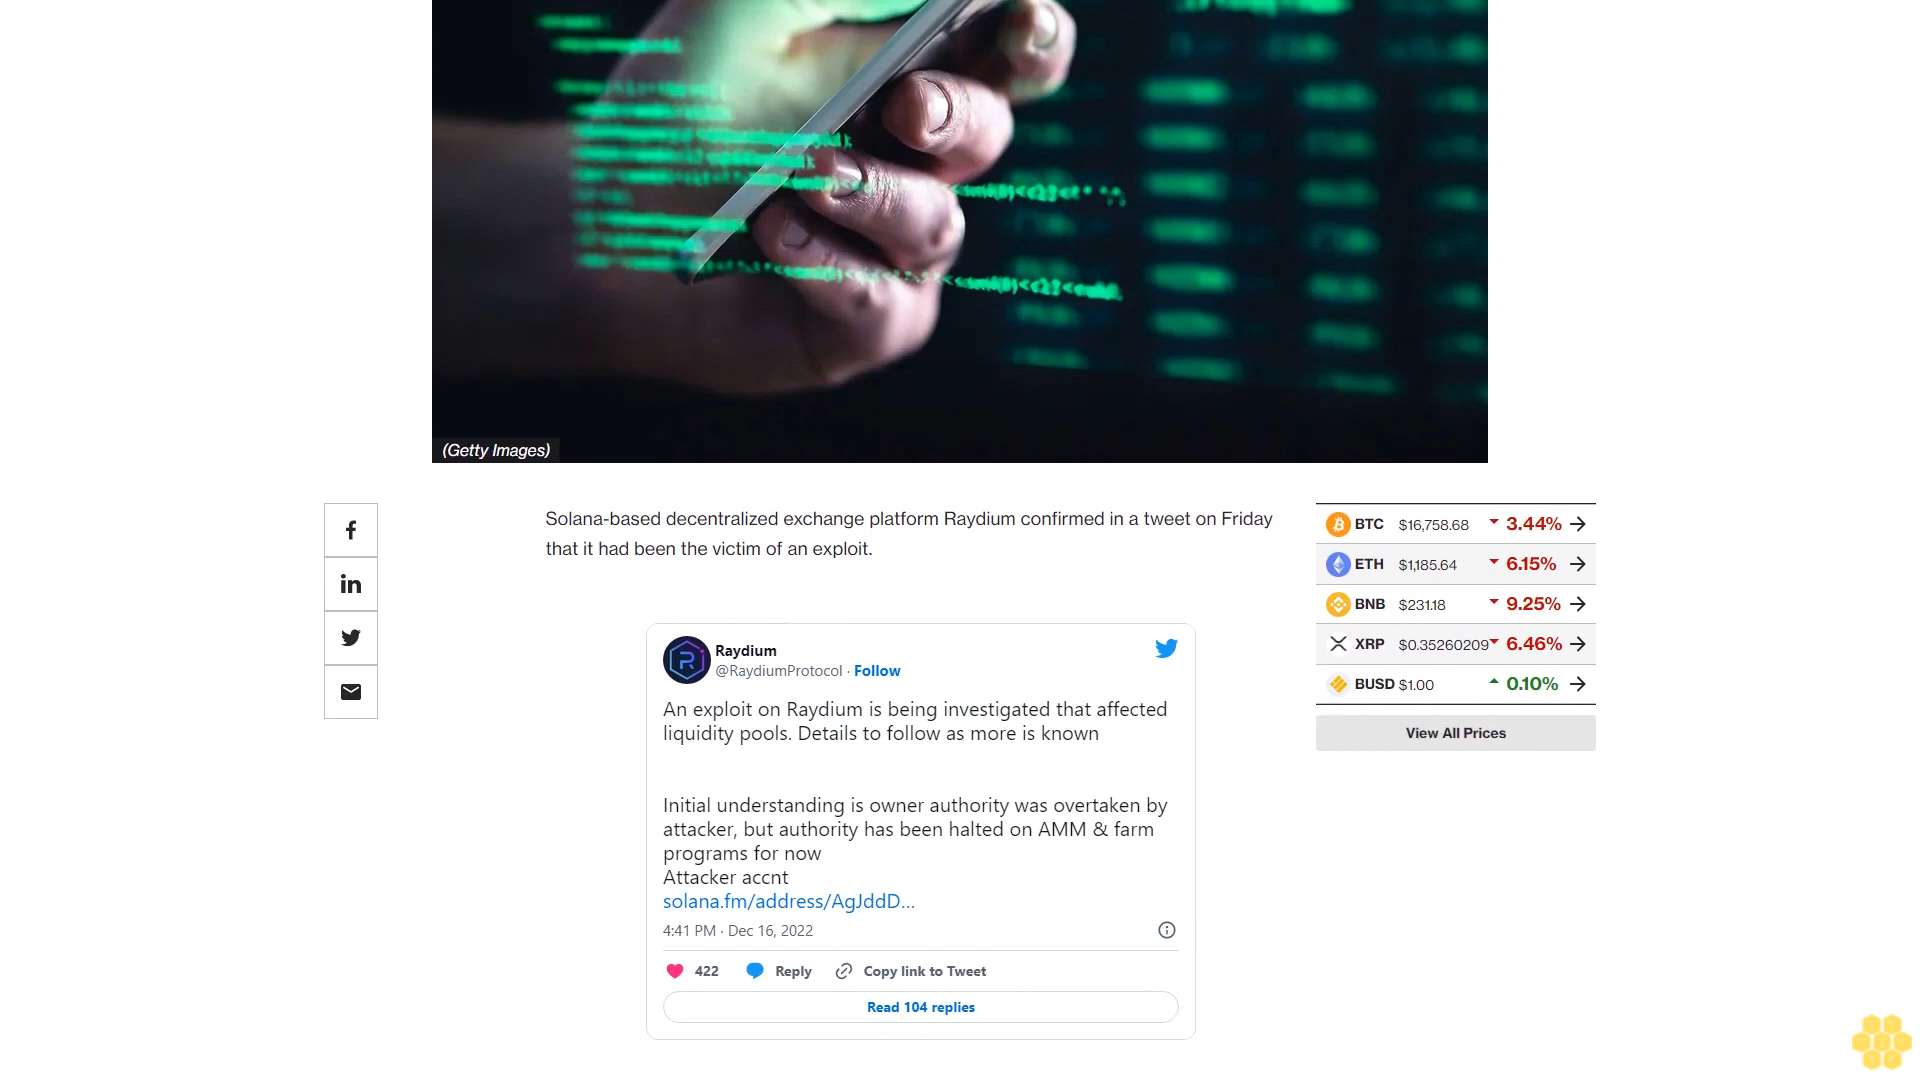 (Getty Images)
Solana-based decentralized exchange platform Raydium confirmed in a tweet on Friday
that it had been the victim of an exploit.
Raydium
@RaydiumProtocol · Follow
An exploit on Raydium is being investigated that affected
liquidity pools. Details to follow as more is known
Initial understanding is owner authority was overtaken by
attacker, but authority has been halted on AMM & farm
programs for now
Attacker accnt
solana.fm/address/AgJddD...
4:41 PM · Dec 16, 2022
422 Reply Copy link to Tweet
Read 104 replies
BTC $16,758.68 3.44%
ETH $1,185.64 6.15%
BNB $231.18 9.25%
XRP $0.35260209 6.46%
BUSD $1.00 0.10%
View All Prices